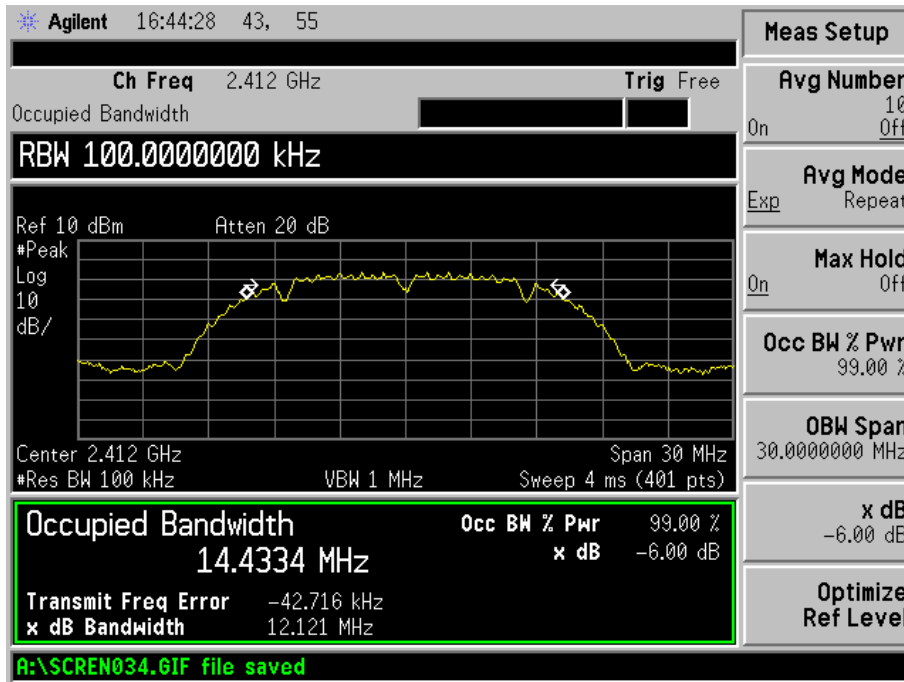 Agilent 16:44:28 43, 55
Ch Freq 2.412 GHz Trig Free
Occupied Bandwidth
RBW 100.0000000 kHz
Ref 10 dBm Atten 20 dB
#Peak
Log
10
dB/
Center 2.412 GHz Span 30 MHz
#Res BW 100 kHz VBW 1 MHz Sweep 4 ms (401 pts)
Occupied Bandwidth Occ BW % Pwr 99.00 %
14.4334 MHz x dB -6.00 dB
Transmit Freq Error -42.716 kHz
x dB Bandwidth 12.121 MHz
A:\SCREN034.GIF file saved
Meas Setup
Avg Number
10
On Off
Avg Mode
Exp Repeat
Max Hold
On Off
Occ BW % Pwr
99.00 %
OBW Span
30.0000000 MHz
x dB
-6.00 dB
Optimize
Ref Level